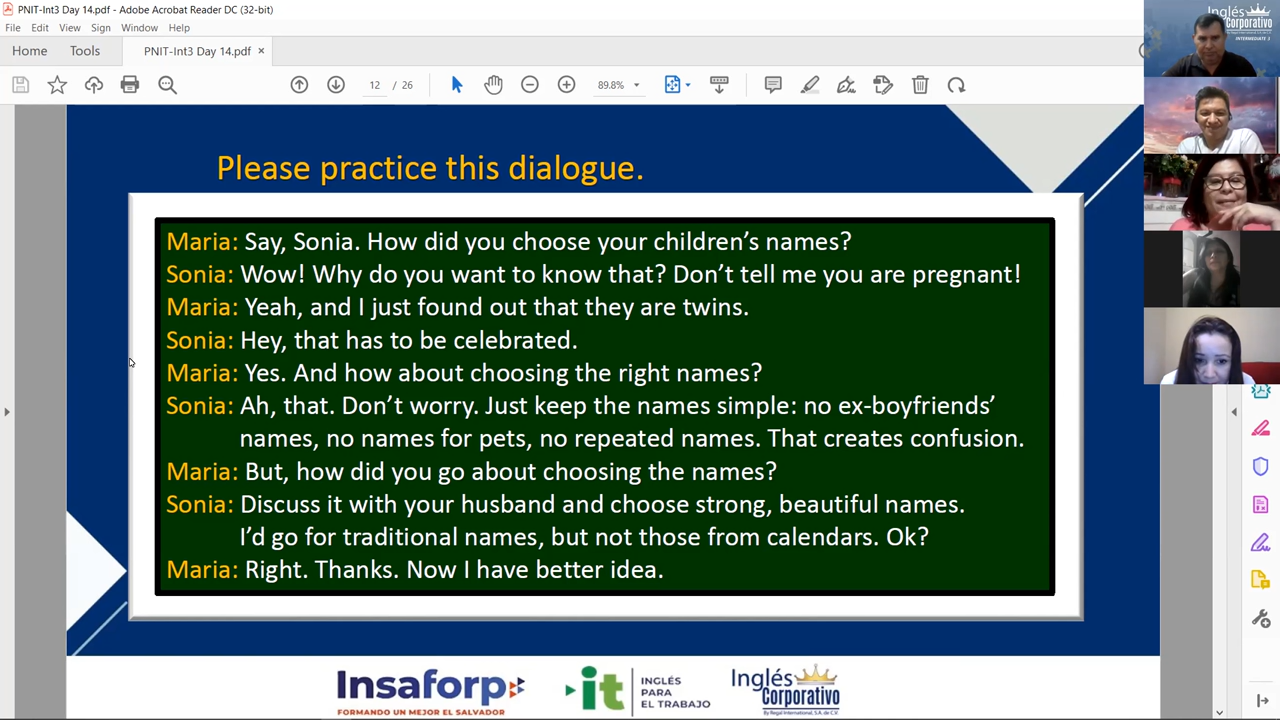 PNIT-Int3 Day 14.pdf - Adobe Acrobat Reader DC (32-bit)
File Edit View Sign Window Help
Home Tools PNIT-Int3 Day 14.pdf ×
12 / 26 89.8%
Inglés
Corporativo
INTERMEDIATE 3
Please practice this dialogue.
Maria: Say, Sonia. How did you choose your children’s names?
Sonia: Wow! Why do you want to know that? Don’t tell me you are pregnant!
Maria: Yeah, and I just found out that they are twins.
Sonia: Hey, that has to be celebrated.
Maria: Yes. And how about choosing the right names?
Sonia: Ah, that. Don’t worry. Just keep the names simple: no ex-boyfriends’
names, no names for pets, no repeated names. That creates confusion.
Maria: But, how did you go about choosing the names?
Sonia: Discuss it with your husband and choose strong, beautiful names.
I’d go for traditional names, but not those from calendars. Ok?
Maria: Right. Thanks. Now I have better idea.
Insaforp
FORMANDO UN MEJOR EL SALVADOR
it
INGLÉS
PARA
EL TRABAJO
Inglés
Corporativo
By Regal International, S.A. de C.V.